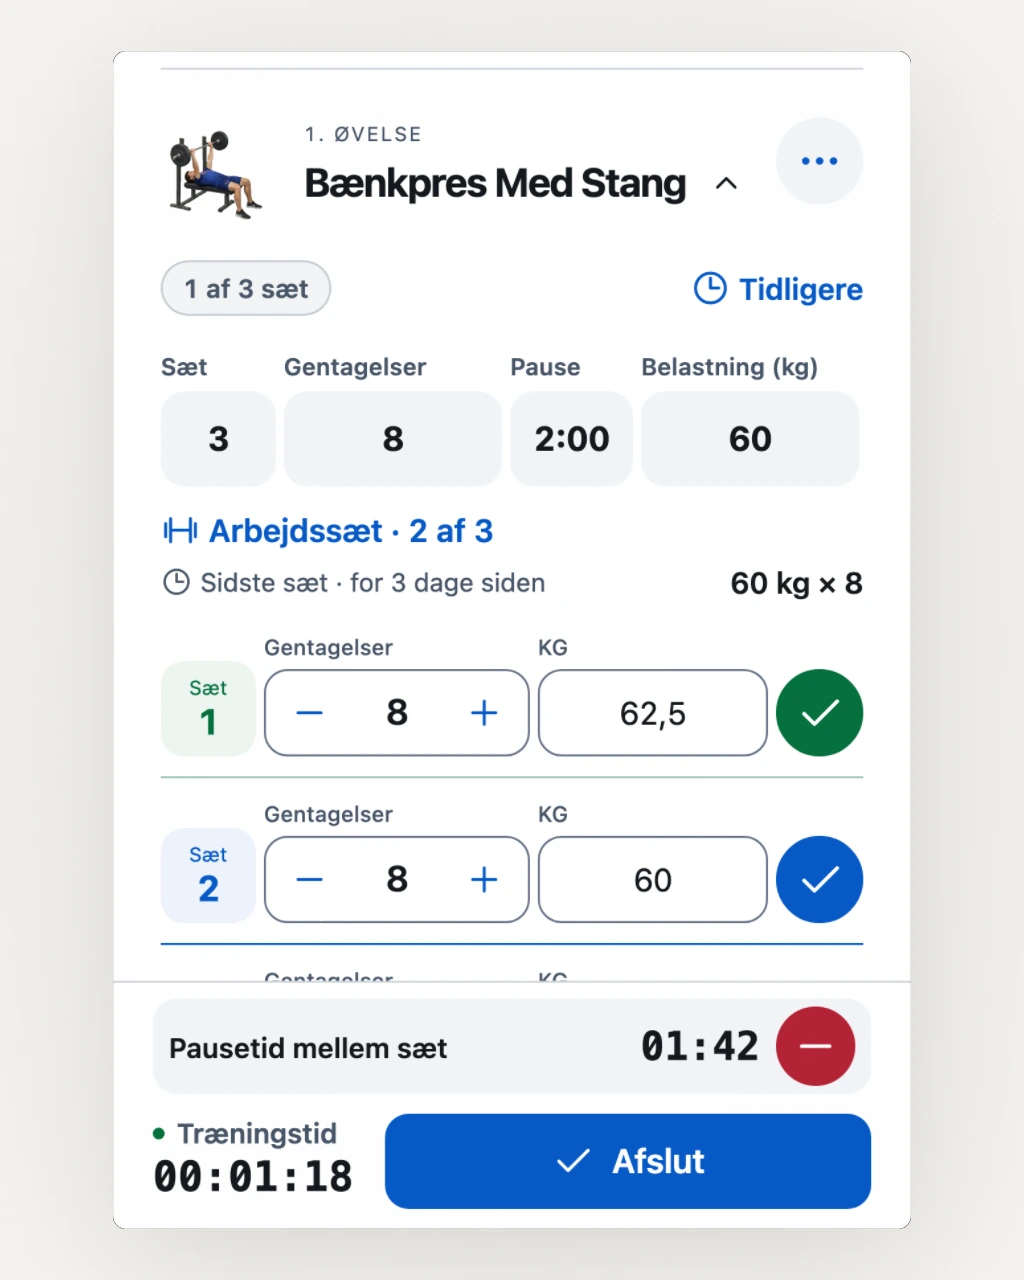 1. ØVELSE
Bænkpres Med Stang
1 af 3 sæt
Tidligere
Sæt Gentagelser Pause Belastning (kg)
3 8 2:00 60
Arbejdssæt · 2 af 3
Sidste sæt · for 3 dage siden 60 kg × 8
Gentagelser KG
Sæt
1 − 8 + 62,5
Gentagelser KG
Sæt
2 − 8 + 60
Gentagelser KG
Pausetid mellem sæt 01:42
Træningstid
00:01:18
Afslut